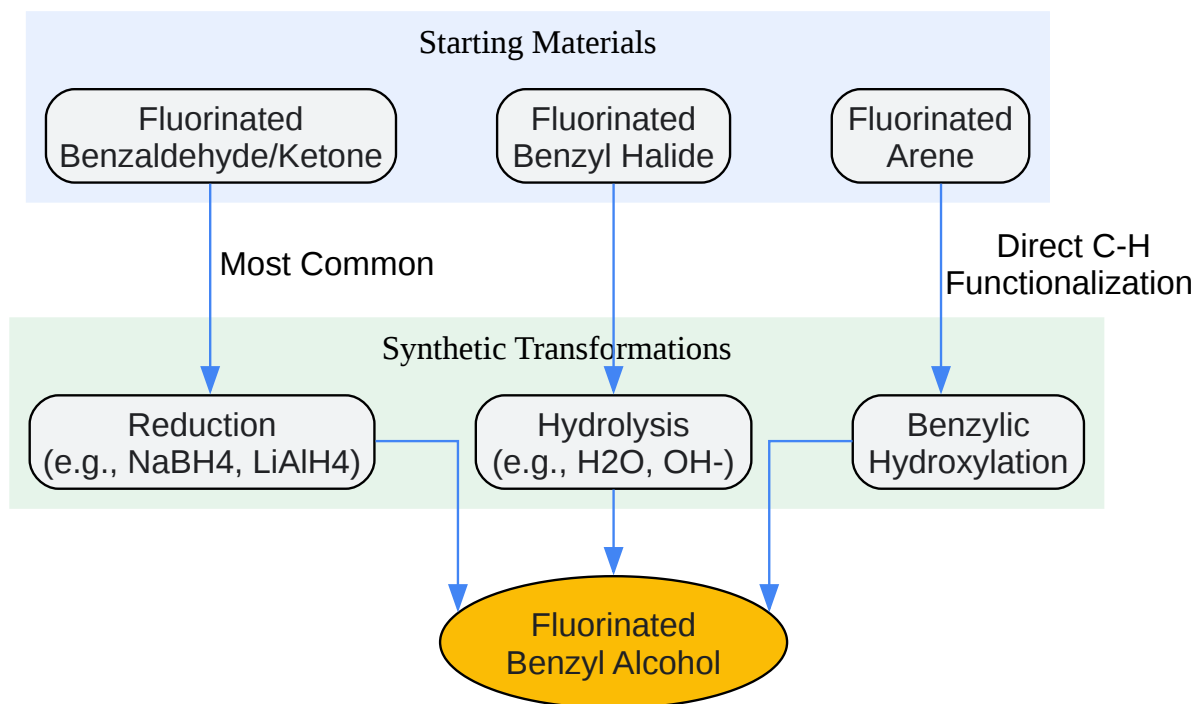 Starting Materials
Fluorinated
Benzaldehyde/Ketone
Fluorinated
Benzyl Halide
Fluorinated
Arene
Most Common
Direct C-H
Functionalization
Synthetic Transformations
Reduction
(e.g., NaBH4, LiAlH4)
Hydrolysis
(e.g., H2O, OH-)
Benzylic
Hydroxylation
Fluorinated
Benzyl Alcohol